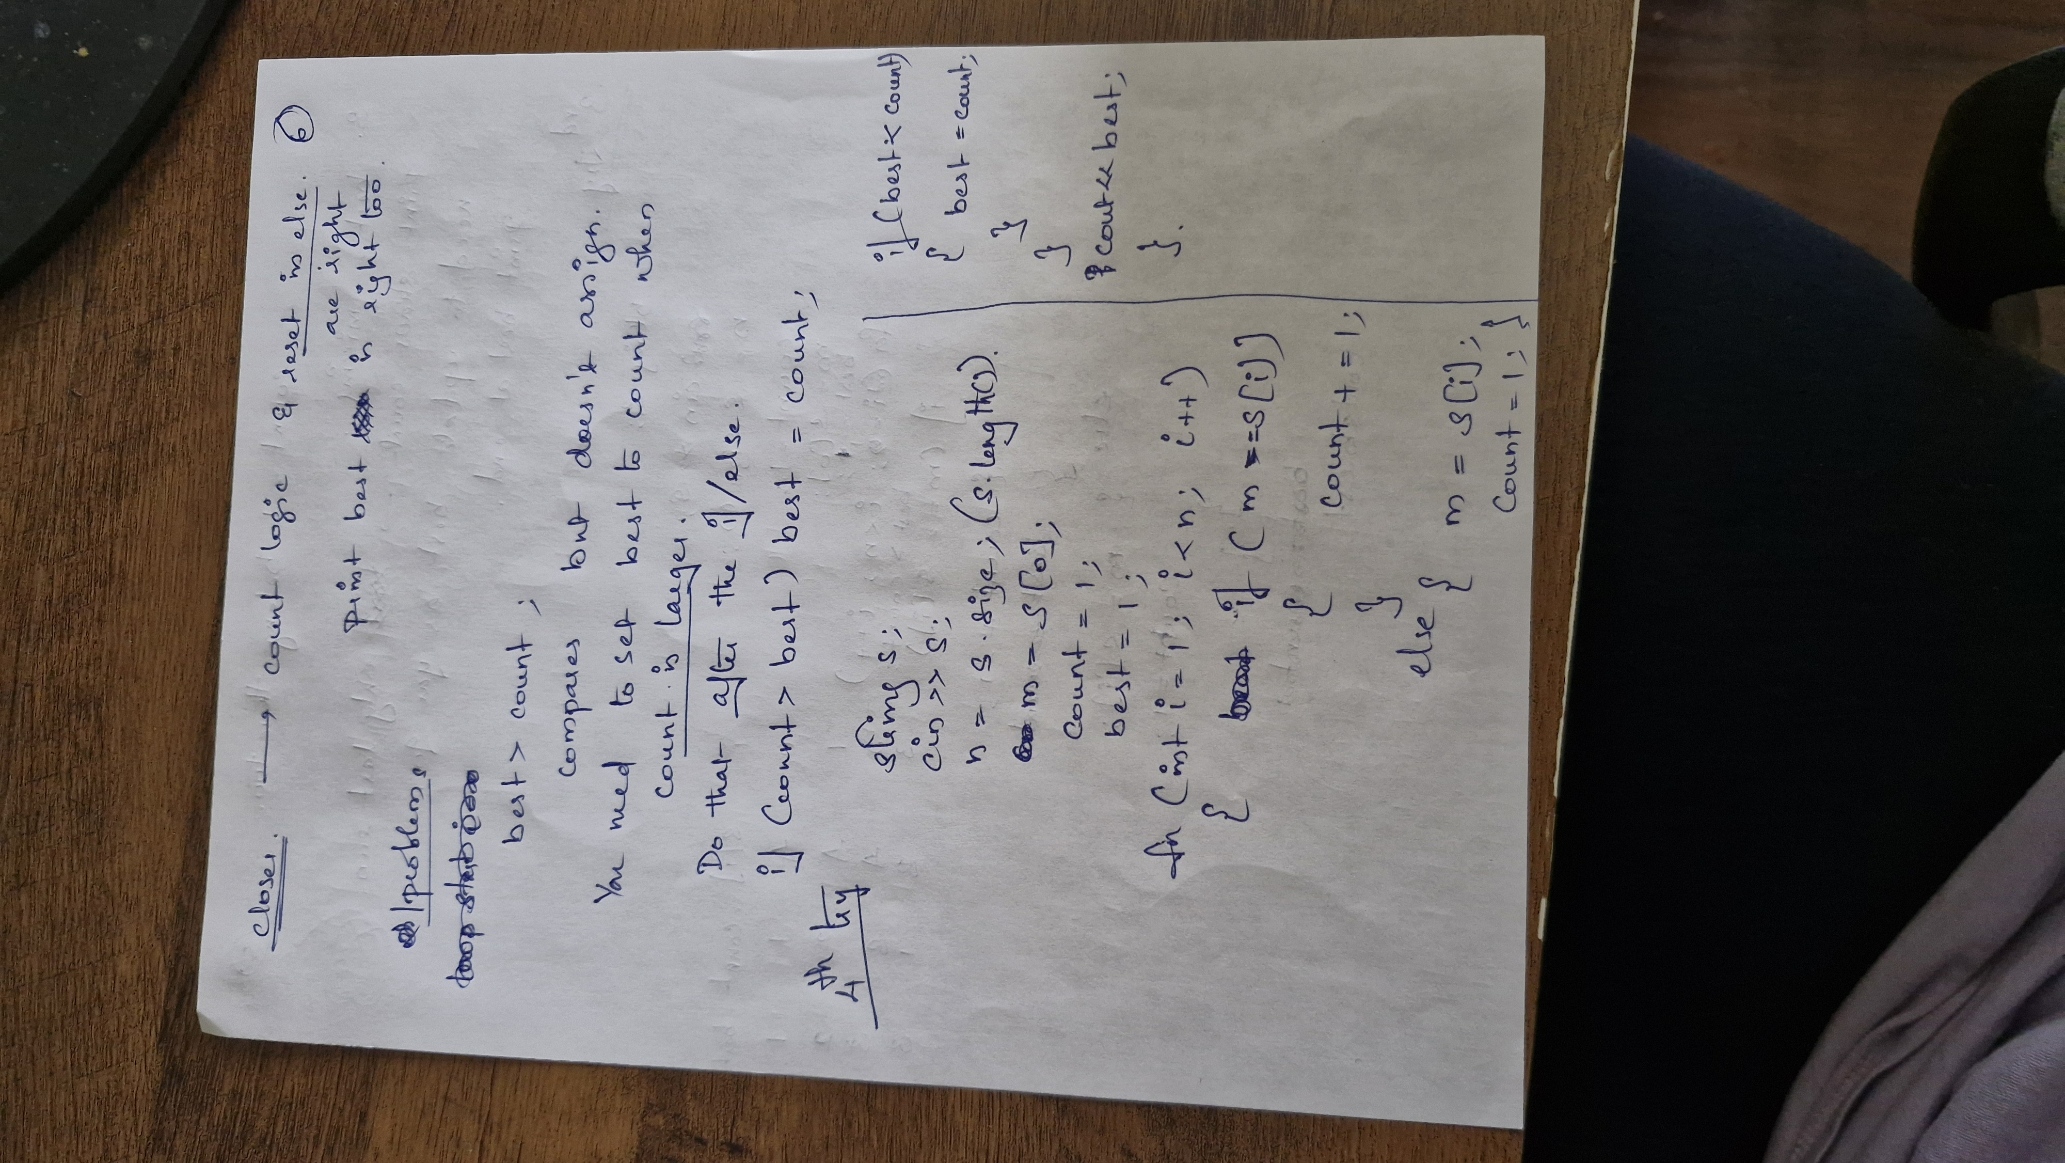 closer. → count logic & reset in else. 6
are right
print best is right too.
problems
best > count ;
compares but doesn't assign.
You need to set best to count when
count is larger.
Do that after the if/else.
if (count > best) best = count;
4th try
string s;
cin >> s;
n = s.size; (s.length()).
m = s[0];
count = 1;
best = 1;
for (int i = 1; i < n; i++)
{ if ( m == s[i])
{
count + = 1;
}
else { m = s[i];
count = 1; }
if (best < count)
{ best = count;
}
}
cout << best;
}.